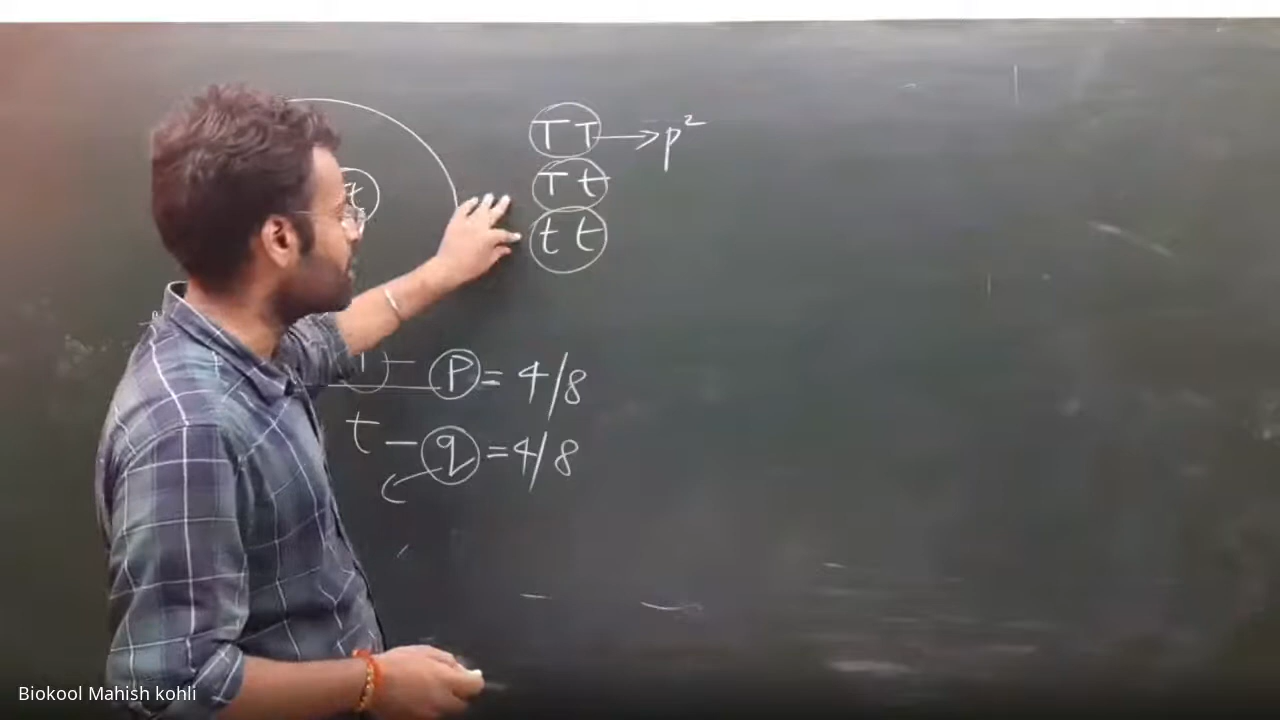 TT → p²
Tt
tt
t
T - p = 4/8
t - q = 4/8
Biokool Mahish kohli